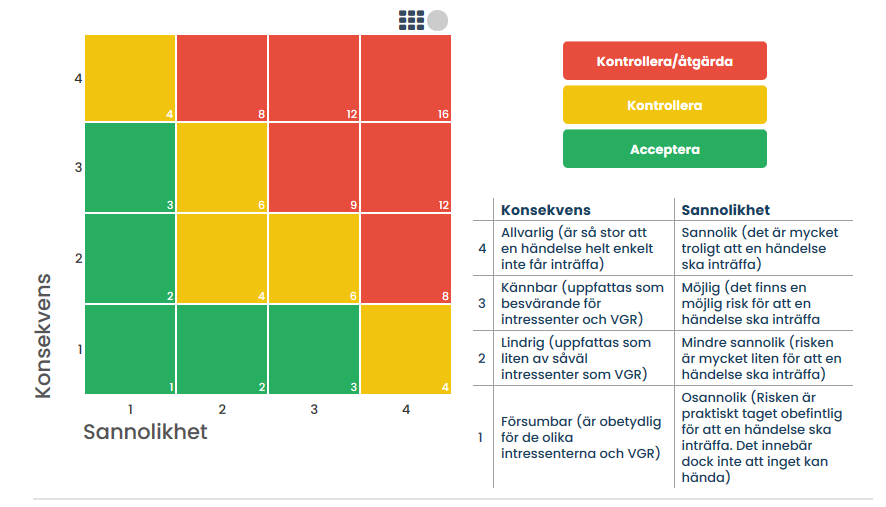 4
4
8
12
16
3
3
6
9
12
2
2
4
6
8
1
1
2
3
4
1
2
3
4
Konsekvens
Sannolikhet
Kontrollera/åtgärda
Kontrollera
Acceptera
Konsekvens Sannolikhet
4
Allvarlig (är så stor att
en händelse helt enkelt
inte får inträffa)
Sannolik (det är mycket
troligt att en händelse
ska inträffa)
3
Kännbar (uppfattas som
besvärande för
intressenter och VGR)
Möjlig (det finns en
möjlig risk för att en
händelse ska inträffa
2
Lindrig (uppfattas som
liten av såväl
intressenter som VGR)
Mindre sannolik (risken
är mycket liten för att en
händelse ska inträffa)
1
Försumbar (är obetydlig
för de olika
intressenterna och VGR)
Osannolik (Risken är
praktiskt taget obefintlig
för att en händelse ska
inträffa. Det innebär
dock inte att inget kan
hända)